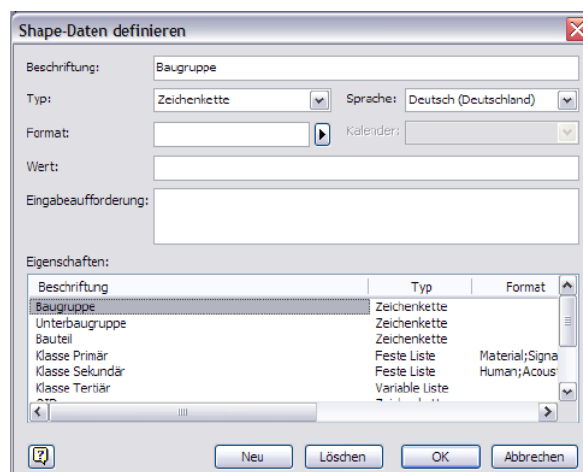 Shape-Daten definieren
Beschriftung: Baugruppe
Typ: Zeichenkette Sprache: Deutsch (Deutschland)
Format: Kalender:
Wert:
Eingabeaufforderung:
Eigenschaften:
Beschriftung Typ Format
Baugruppe Zeichenkette
Unterbaugruppe Zeichenkette
Bauteil Zeichenkette
Klasse Primär Feste Liste Material;Signa
Klasse Sekundär Feste Liste Human;Acous
Klasse Tertiär Variable Liste
Neu Löschen OK Abbrechen